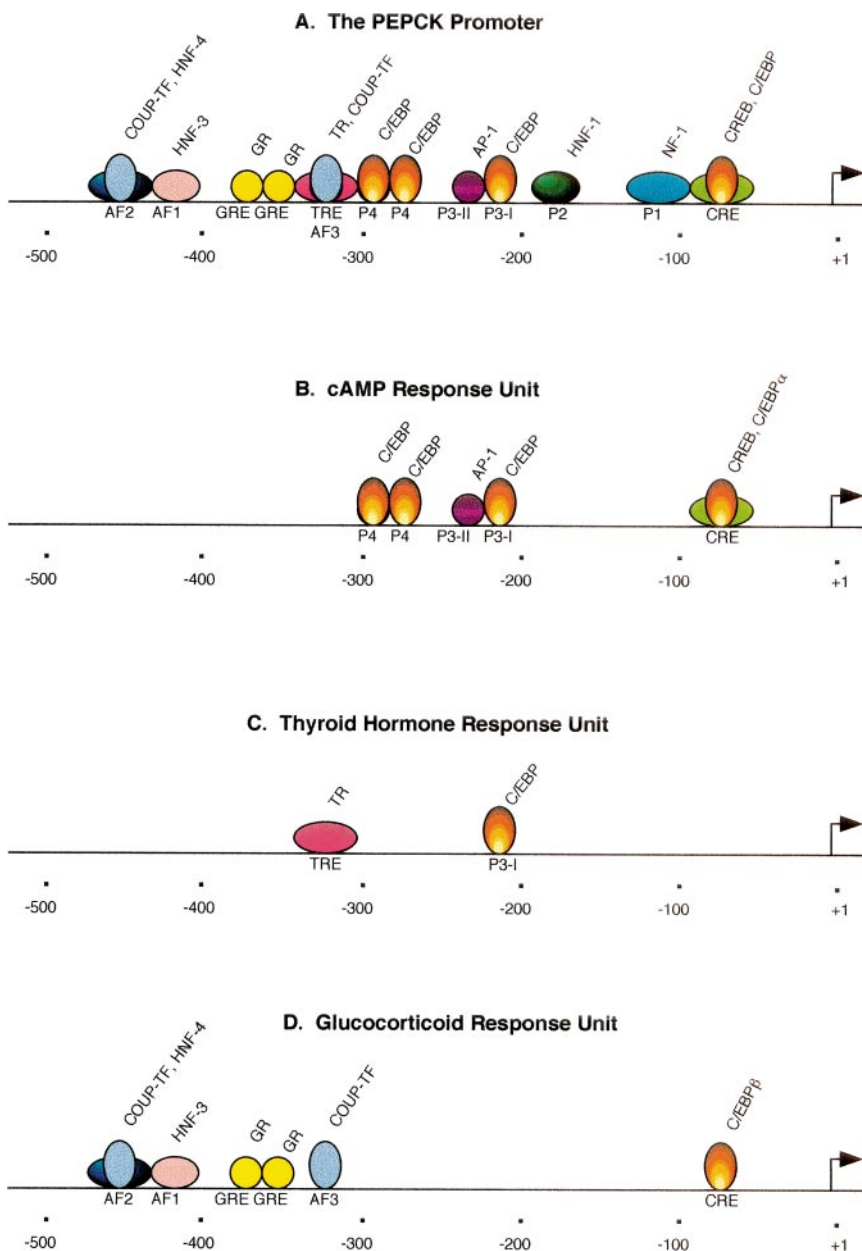 A. The PEPCK Promoter
COUP-TF, HNF-4
HNF-3
GR
GR
TR, COUP-TF
C/EBP
C/EBP
AP-1
C/EBP
HNF-1
NF-1
CREB, C/EBP
AF2 AF1 GRE GRE TRE P4 P4 P3-II P3-I P2 P1 CRE
AF3
-500 -400 -300 -200 -100 +1
B. cAMP Response Unit
C/EBP
C/EBP
AP-1
C/EBP
CREB, C/EBPα
P4 P4 P3-II P3-I CRE
-500 -400 -300 -200 -100 +1
C. Thyroid Hormone Response Unit
TR
C/EBP
TRE P3-I
-500 -400 -300 -200 -100 +1
D. Glucocorticoid Response Unit
COUP-TF, HNF-4
HNF-3
GR
GR
COUP-TF
C/EBPβ
AF2 AF1 GRE GRE AF3 CRE
-500 -400 -300 -200 -100 +1